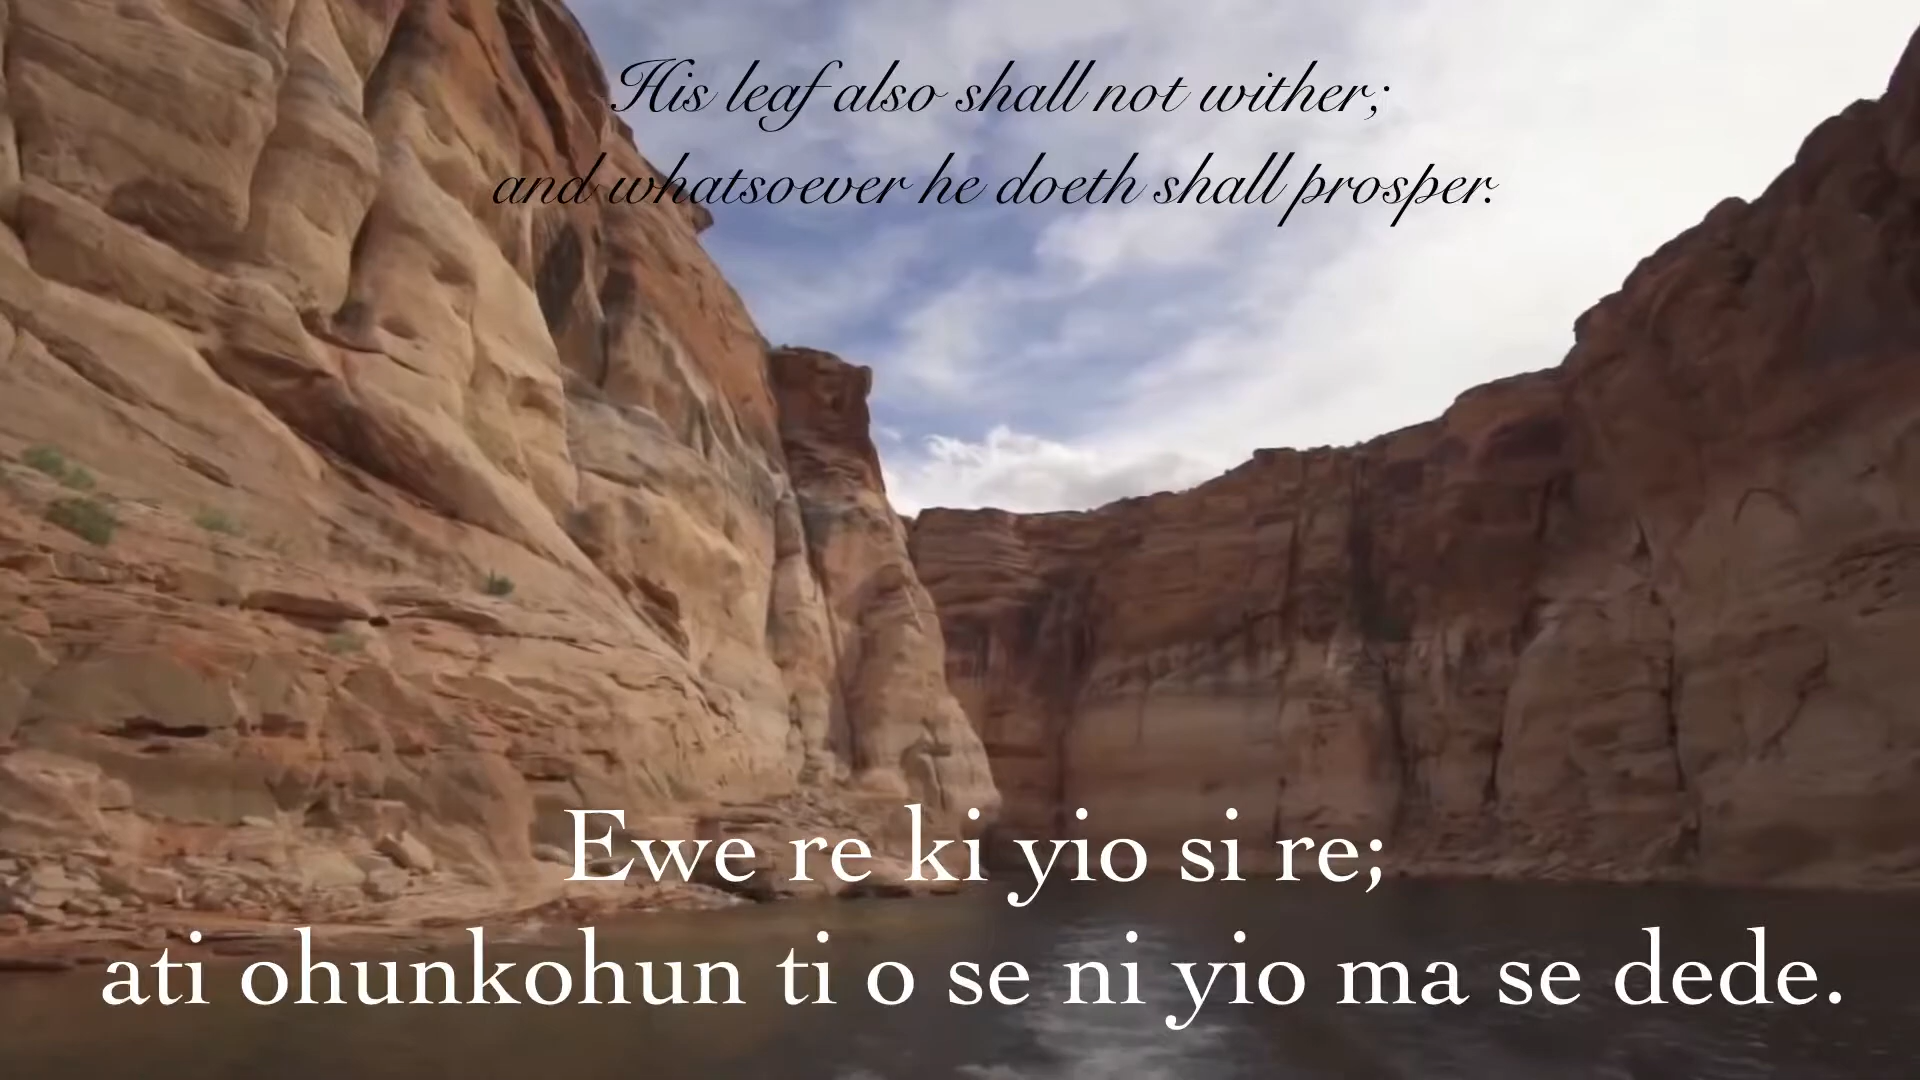 His leaf also shall not wither;
and whatsoever he doeth shall prosper.
Ewe re ki yio si re;
ati ohunkohun ti o se ni yio ma se dede.